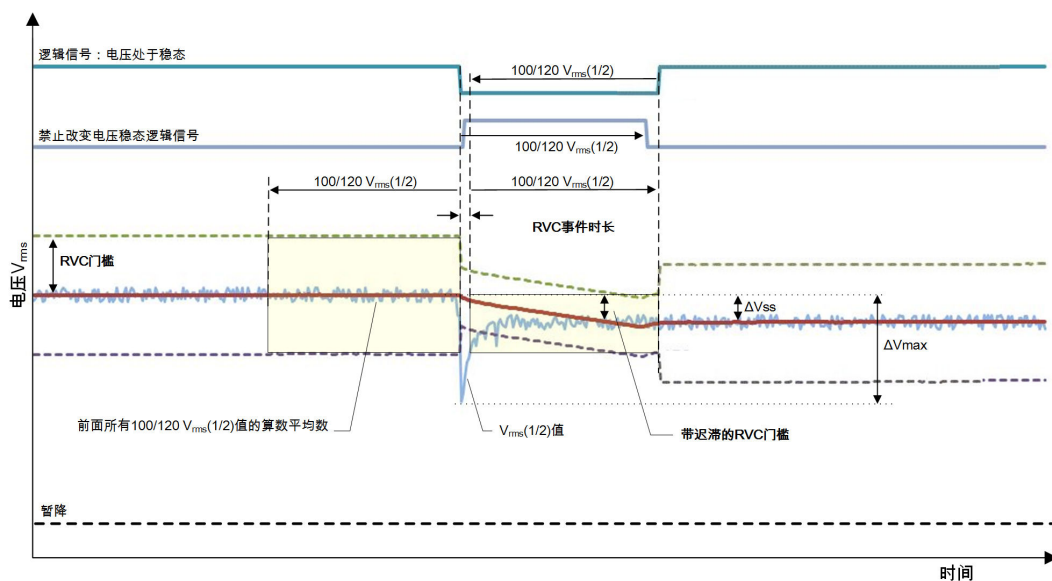 逻辑信号：电压处于稳态
100/120 Vrms(1/2)
禁止改变电压稳态逻辑信号
100/120 Vrms(1/2)
100/120 Vrms(1/2)
100/120 Vrms(1/2)
RVC事件时长
RVC门槛
电压Vrms
ΔVss
ΔVmax
前面所有100/120 Vrms(1/2)值的算数平均数
Vrms(1/2)值
带迟滞的RVC门槛
暂降
时间